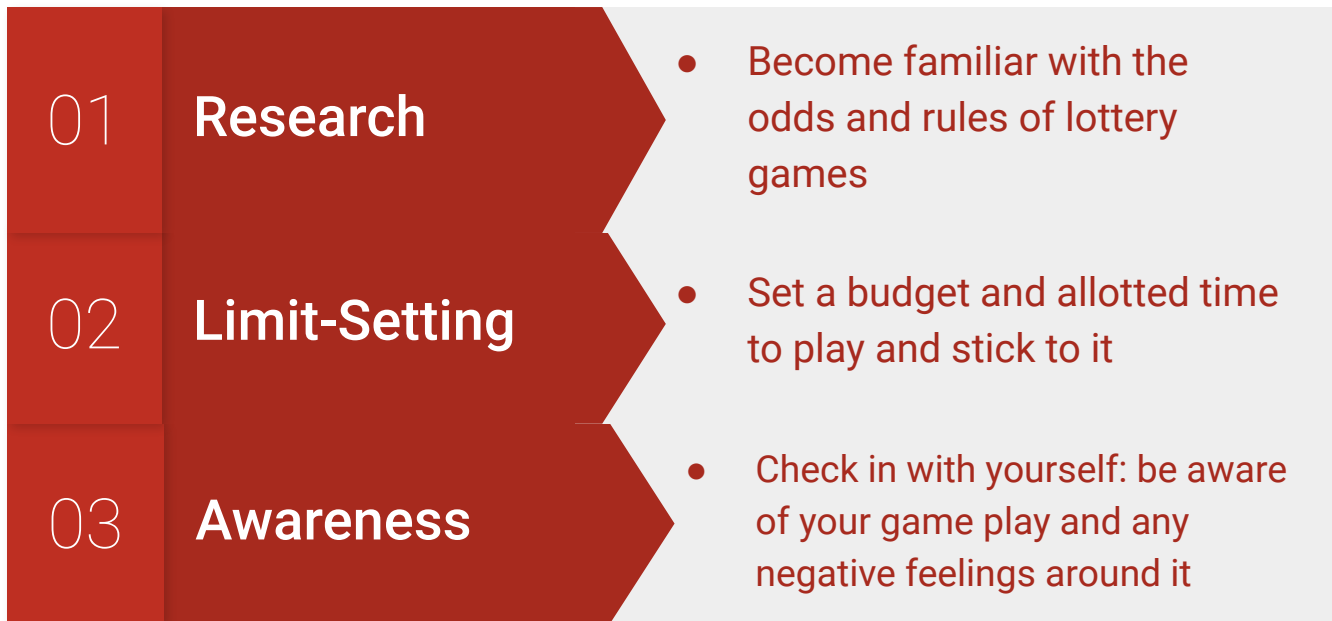 01
Research
● Become familiar with the
odds and rules of lottery
games
02
Limit-Setting
● Set a budget and allotted time
to play and stick to it
03
Awareness
● Check in with yourself: be aware
of your game play and any
negative feelings around it